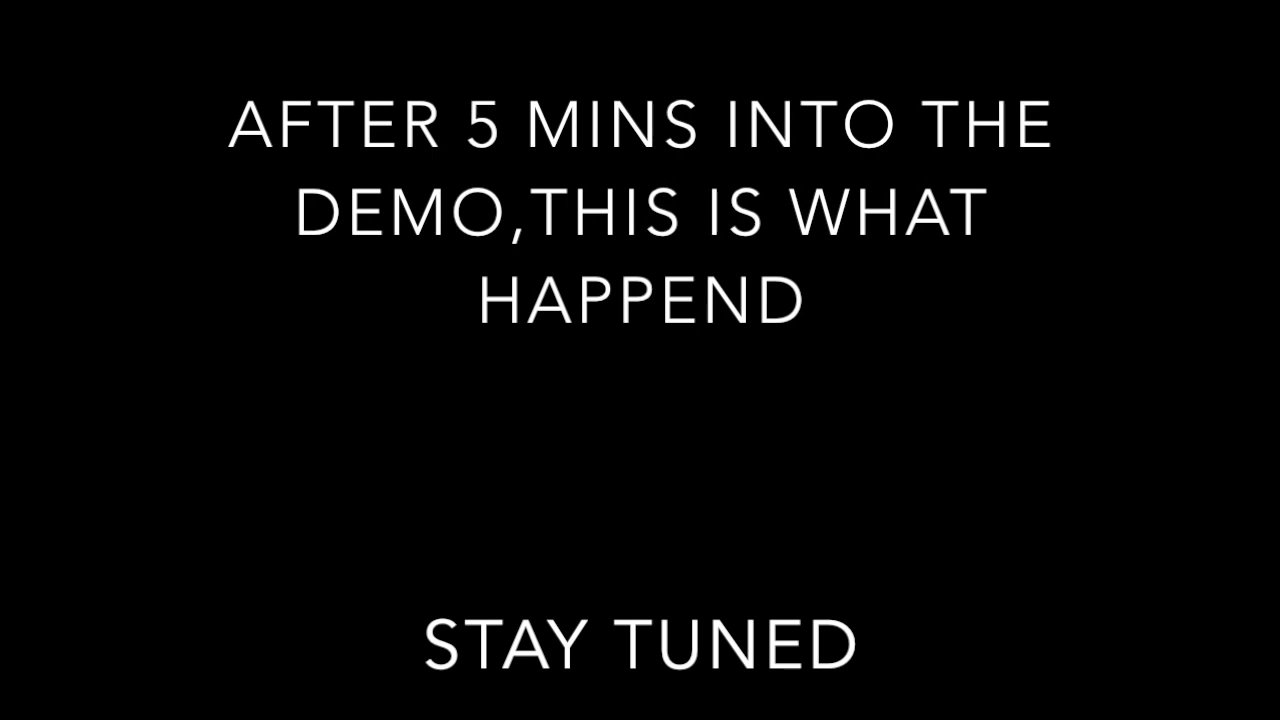 AFTER 5 MINS INTO THE
DEMO,THIS IS WHAT
HAPPEND
STAY TUNED